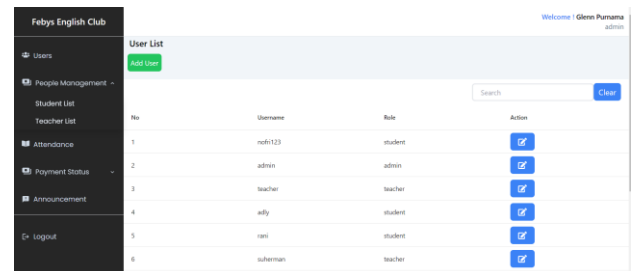 Febys English Club
Welcome ! Glenn Purnama
admin
Users
People Management
Student List
Teacher List
Attendance
Payment Status
Announcement
Logout
User List
Add User
Search
Clear
No Username Role Action
1 nofri123 student
2 admin admin
3 teacher teacher
4 adly student
5 rani student
6 suherman teacher